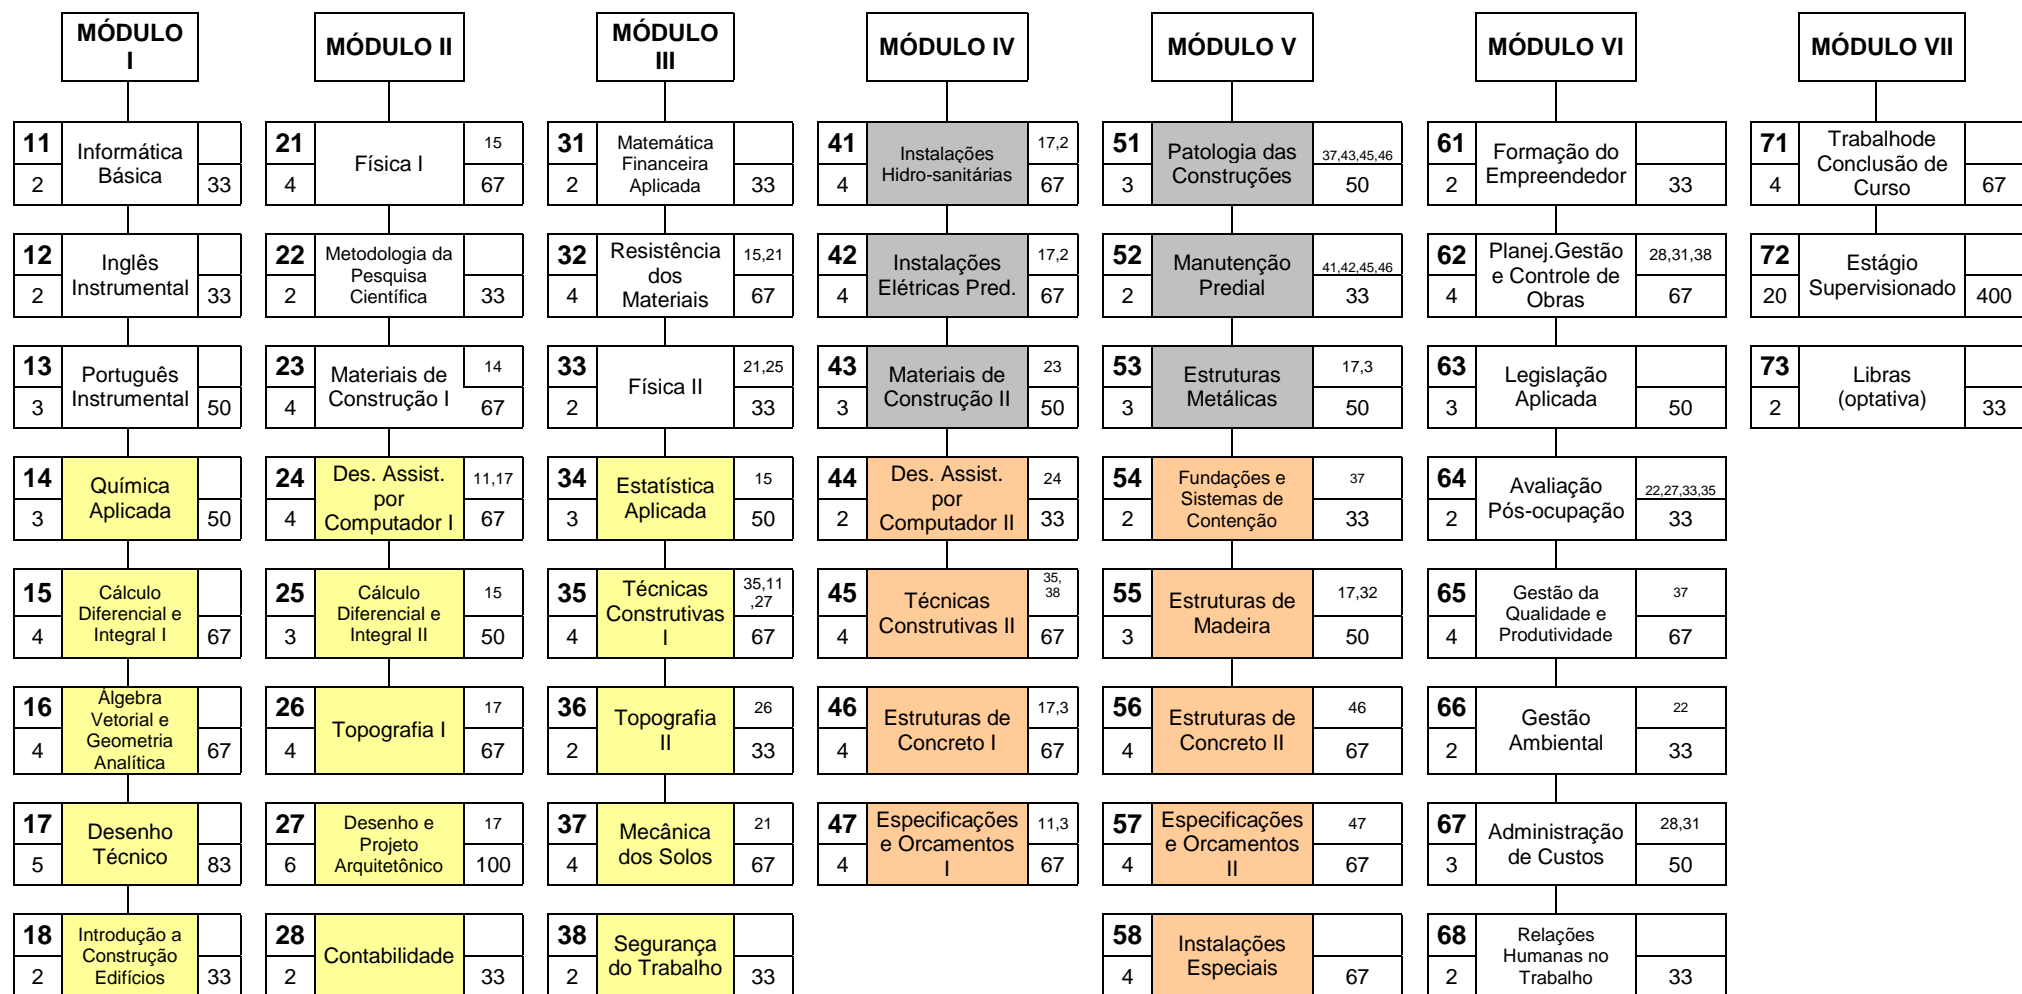 MÓDULO
I
11
Informática
Básica
2
33
12
Inglês
Instrumental
2
33
13
Português
Instrumental
3
50
14
Química
Aplicada
3
50
15
Cálculo
Diferencial e
Integral I
4
67
16
Álgebra
Vetorial e
Geometria
Analítica
4
67
17
Desenho
Técnico
5
83
18
Introdução a
Construção
Edifícios
2
33
MÓDULO II
21
Física I
15
4
67
22
Metodologia da
Pesquisa
Científica
2
33
23
Materiais de
Construção I
14
4
67
24
Des. Assist.
por
Computador I
11,17
4
67
25
Cálculo
Diferencial e
Integral II
15
3
50
26
Topografia I
17
4
67
27
Desenho e
Projeto
Arquitetônico
17
6
100
28
Contabilidade
2
33
MÓDULO
III
31
Matemática
Financeira
Aplicada
2
33
32
Resistência
dos
Materiais
15,21
4
67
33
Física II
21,25
2
33
34
Estatística
Aplicada
15
3
50
35
Técnicas
Construtivas
I
35,11
,27
4
67
36
Topografia
II
26
2
33
37
Mecânica
dos Solos
21
4
67
38
Segurança
do Trabalho
2
33
MÓDULO IV
41
Instalações
Hidro-sanitárias
17,2
4
67
42
Instalações
Elétricas Pred.
17,2
4
67
43
Materiais de
Construção II
23
3
50
44
Des. Assist.
por
Computador II
24
2
33
45
Técnicas
Construtivas II
35,
38
4
67
46
Estruturas de
Concreto I
17,3
4
67
47
Especificações
e Orcamentos
I
11,3
4
67
MÓDULO V
51
Patologia das
Construções
37,43,45,46
3
50
52
Manutenção
Predial
41,42,45,46
2
33
53
Estruturas
Metálicas
17,3
3
50
54
Fundações e
Sistemas de
Contenção
37
2
33
55
Estruturas de
Madeira
17,32
3
50
56
Estruturas de
Concreto II
46
4
67
57
Especificações
e Orcamentos
II
47
4
67
58
Instalações
Especiais
4
67
MÓDULO VI
61
Formação do
Empreendedor
2
33
62
Planej.Gestão
e Controle de
Obras
28,31,38
4
67
63
Legislação
Aplicada
3
50
64
Avaliação
Pós-ocupação
22,27,33,35
2
33
65
Gestão da
Qualidade e
Produtividade
37
4
67
66
Gestão
Ambiental
22
2
33
67
Administração
de Custos
28,31
3
50
68
Relações
Humanas no
Trabalho
2
33
MÓDULO VII
71
Trabalhode
Conclusão de
Curso
4
67
72
Estágio
Supervisionado
20
400
73
Libras
(optativa)
2
33